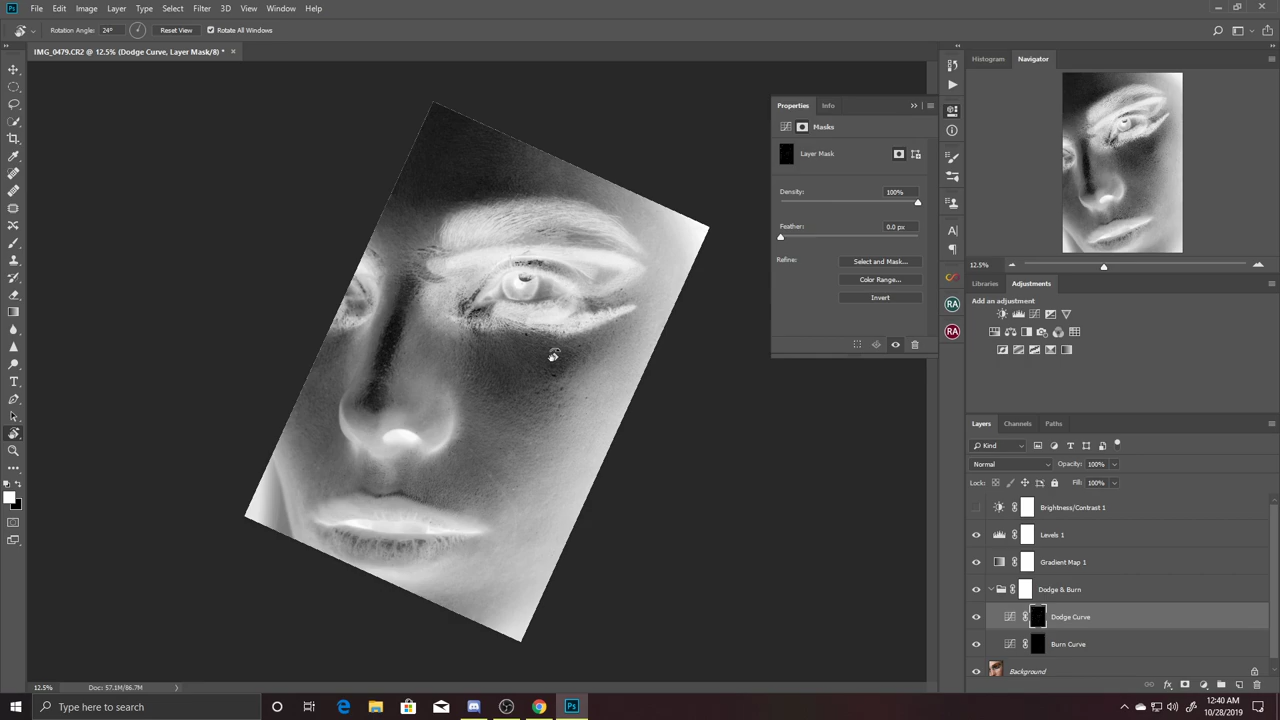 Ps File Edit Image Layer Type Select Filter 3D View Window Help
Rotation Angle: 24° Reset View Rotate All Windows
IMG_0479.CR2 @ 12.5% (Dodge Curve, Layer Mask/8) *
Histogram Navigator
Properties Info
Masks
Layer Mask
Density: 100%
Feather: 0.0 px
Refine: Select and Mask...
Color Range...
Invert
12.5%
Libraries Adjustments
Add an adjustment
RA
RA
Layers Channels Paths
Kind
Normal Opacity: 100%
Lock: Fill: 100%
Brightness/Contrast 1
Levels 1
Gradient Map 1
Dodge & Burn
Dodge Curve
Burn Curve
Background
12.5% Doc: 57.1M/86.7M
Type here to search
Ps
12:40 AM
10/28/2019